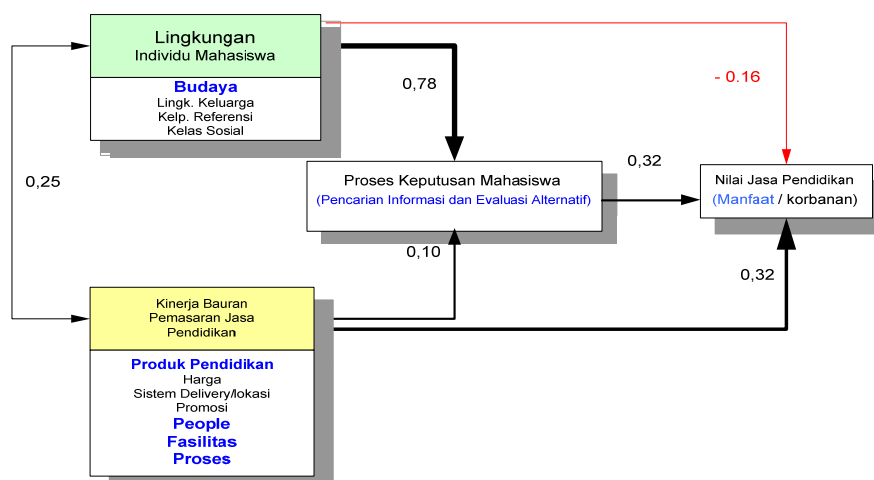 Lingkungan
Individu Mahasiswa
Budaya
Lingk. Keluarga
Kelp. Referensi
Kelas Sosial
- 0.16
0,78
0,25
Proses Keputusan Mahasiswa
(Pencarian Informasi dan Evaluasi Alternatif)
0,32
Nilai Jasa Pendidikan
(Manfaat / korbanan)
0,10
0,32
Kinerja Bauran
Pemasaran Jasa
Pendidikan
Produk Pendidikan
Harga
Sistem Delivery/lokasi
Promosi
People
Fasilitas
Proses